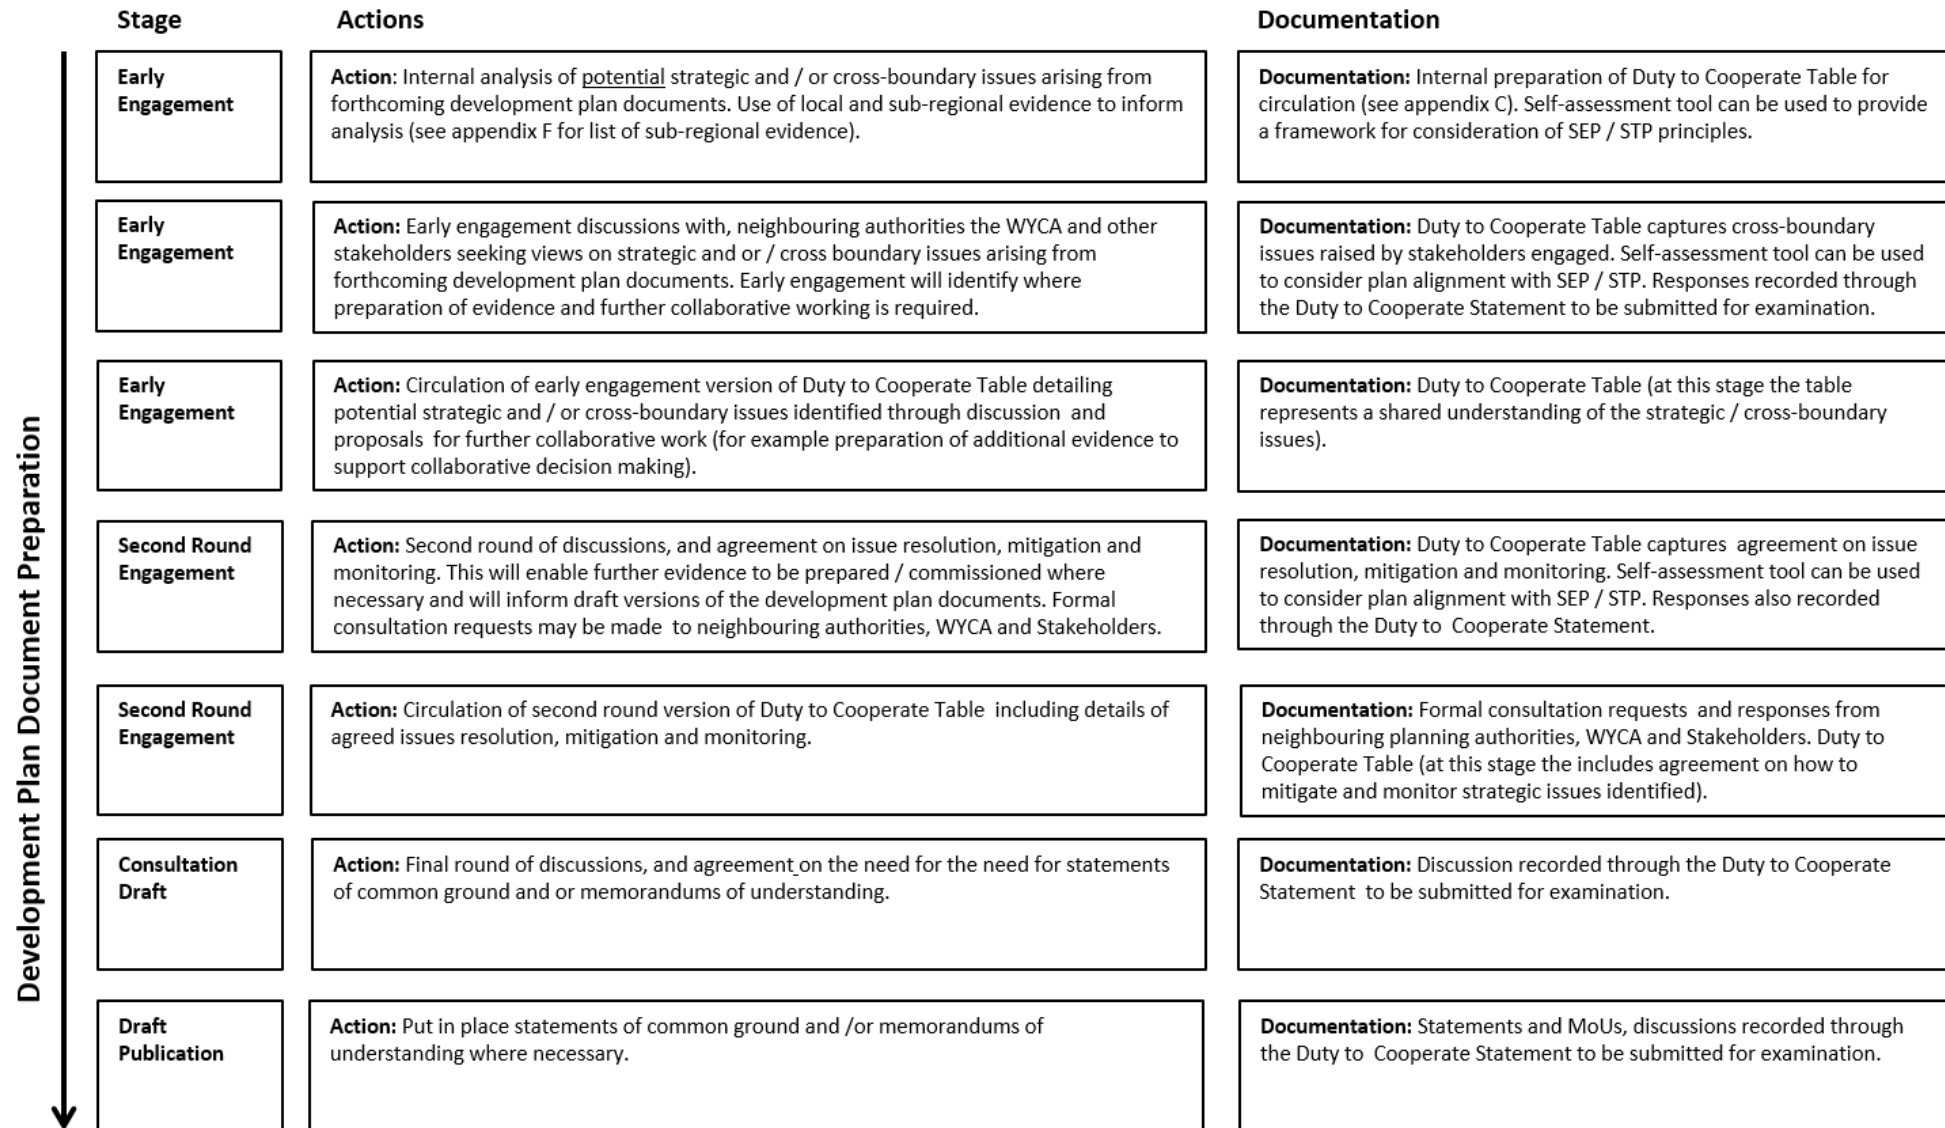 Stage Actions Documentation
Development Plan Document Preparation
Early
Engagement
Action: Internal analysis of potential strategic and / or cross-boundary issues arising from
forthcoming development plan documents. Use of local and sub-regional evidence to inform
analysis (see appendix F for list of sub-regional evidence).
Documentation: Internal preparation of Duty to Cooperate Table for
circulation (see appendix C). Self-assessment tool can be used to provide
a framework for consideration of SEP / STP principles.
Early
Engagement
Action: Early engagement discussions with, neighbouring authorities the WYCA and other
stakeholders seeking views on strategic and or / cross boundary issues arising from
forthcoming development plan documents. Early engagement will identify where
preparation of evidence and further collaborative working is required.
Documentation: Duty to Cooperate Table captures cross-boundary
issues raised by stakeholders engaged. Self-assessment tool can be used
to consider plan alignment with SEP / STP. Responses recorded through
the Duty to Cooperate Statement to be submitted for examination.
Early
Engagement
Action: Circulation of early engagement version of Duty to Cooperate Table detailing
potential strategic and / or cross-boundary issues identified through discussion and
proposals for further collaborative work (for example preparation of additional evidence to
support collaborative decision making).
Documentation: Duty to Cooperate Table (at this stage the table
represents a shared understanding of the strategic / cross-boundary
issues).
Second Round
Engagement
Action: Second round of discussions, and agreement on issue resolution, mitigation and
monitoring. This will enable further evidence to be prepared / commissioned where
necessary and will inform draft versions of the development plan documents. Formal
consultation requests may be made to neighbouring authorities, WYCA and Stakeholders.
Documentation: Duty to Cooperate Table captures agreement on issue
resolution, mitigation and monitoring. Self-assessment tool can be used
to consider plan alignment with SEP / STP. Responses also recorded
through the Duty to Cooperate Statement.
Second Round
Engagement
Action: Circulation of second round version of Duty to Cooperate Table including details of
agreed issues resolution, mitigation and monitoring.
Documentation: Formal consultation requests and responses from
neighbouring planning authorities, WYCA and Stakeholders. Duty to
Cooperate Table (at this stage the includes agreement on how to
mitigate and monitor strategic issues identified).
Consultation
Draft
Action: Final round of discussions, and agreement on the need for the need for statements
of common ground and or memorandums of understanding.
Documentation: Discussion recorded through the Duty to Cooperate
Statement to be submitted for examination.
Draft
Publication
Action: Put in place statements of common ground and /or memorandums of
understanding where necessary.
Documentation: Statements and MoUs, discussions recorded through
the Duty to Cooperate Statement to be submitted for examination.